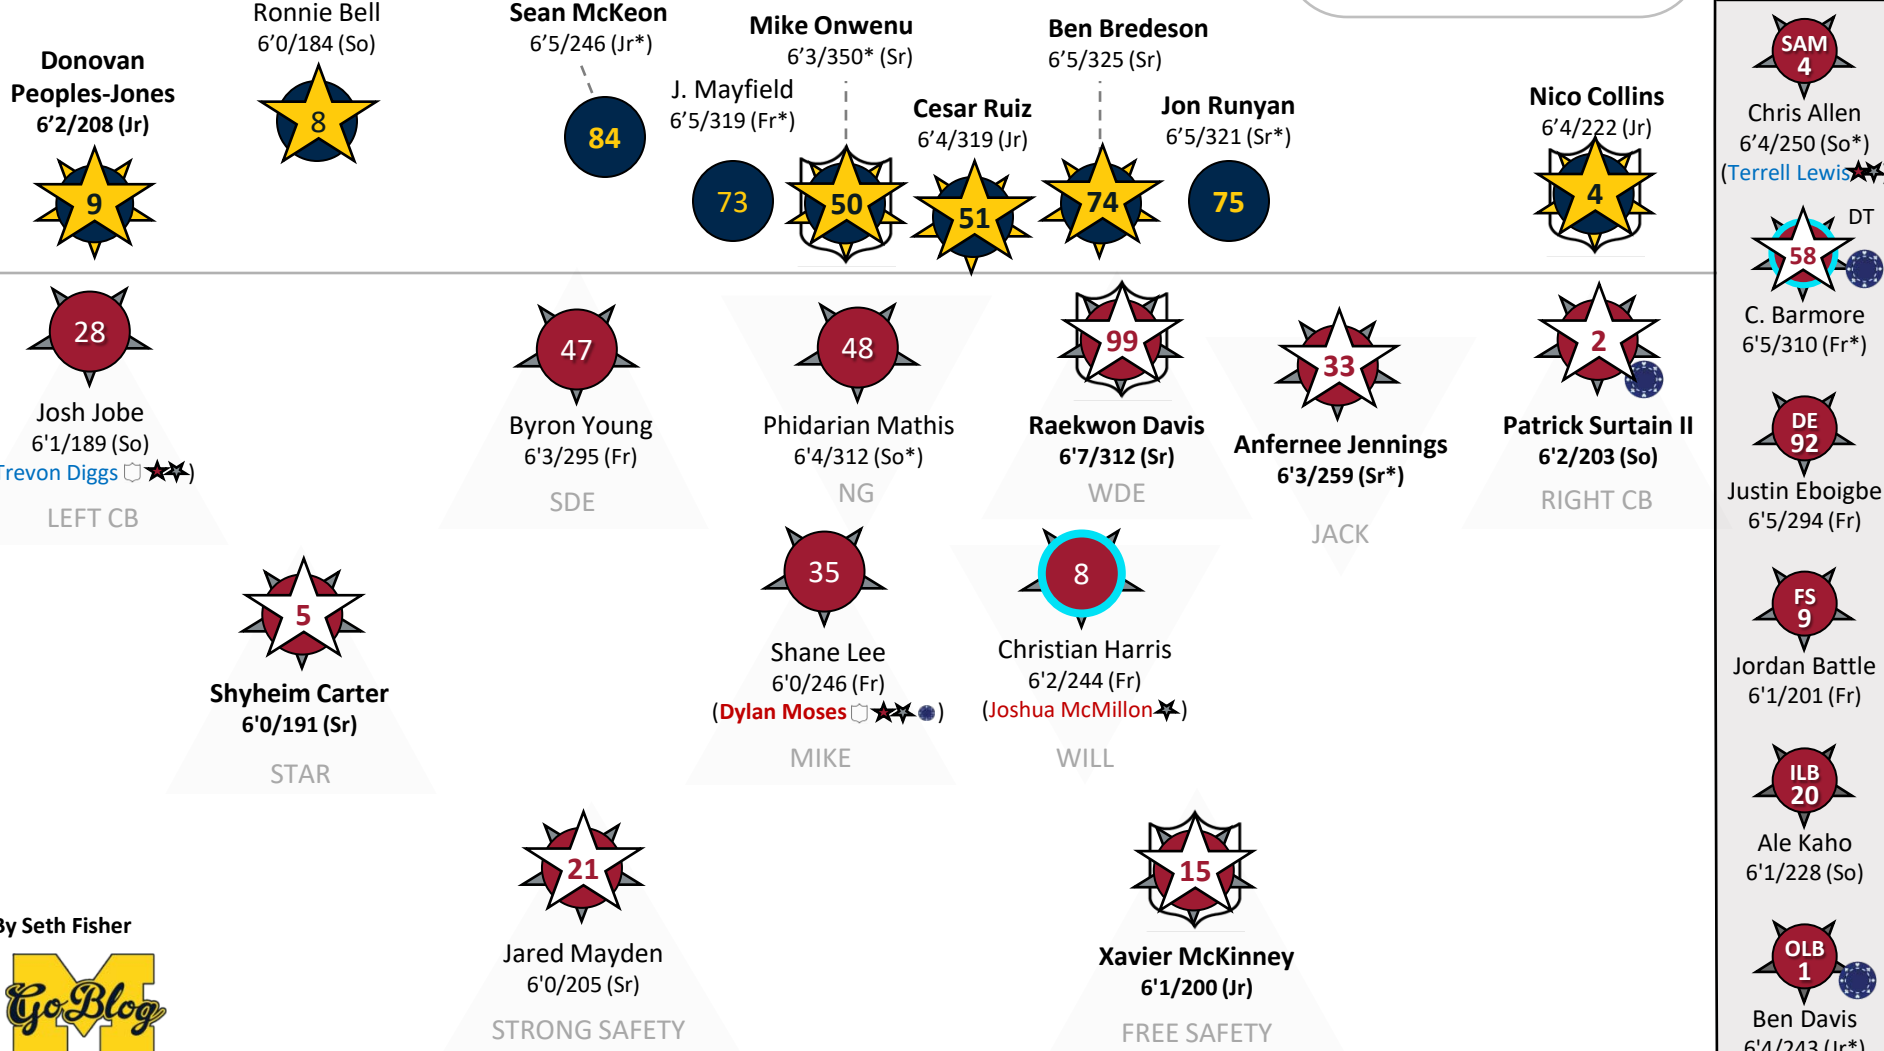 Ronnie Bell
6'0/184 (So)
Sean McKeon
6'5/246 (Jr*)
Mike Onwenu
6'3/350* (Sr)
Ben Bredeson
6'5/325 (Sr)
Donovan
Peoples-Jones
6'2/208 (Jr)
J. Mayfield
6'5/319 (Fr*)
Cesar Ruiz
6'4/319 (Jr)
Jon Runyan
6'5/321 (Sr*)
Nico Collins
6'4/222 (Jr)
9
8
84
73
50
51
74
75
4
28
Josh Jobe
6'1/189 (So)
Trevon Diggs )
LEFT CB
47
Byron Young
6'3/295 (Fr)
SDE
48
Phidarian Mathis
6'4/312 (So*)
NG
99
Raekwon Davis
6'7/312 (Sr)
WDE
33
Anfernee Jennings
6'3/259 (Sr*)
JACK
2
Patrick Surtain II
6'2/203 (So)
RIGHT CB
5
Shyheim Carter
6'0/191 (Sr)
STAR
35
Shane Lee
6'0/246 (Fr)
(Dylan Moses )
MIKE
8
Christian Harris
6'2/244 (Fr)
(Joshua McMillon )
WILL
21
Jared Mayden
6'0/205 (Sr)
STRONG SAFETY
15
Xavier McKinney
6'1/200 (Jr)
FREE SAFETY
By Seth Fisher
GoBlog
SAM
4
Chris Allen
6'4/250 (So*)
(Terrell Lewis )
DT
58
C. Barmore
6'5/310 (Fr*)
DE
92
Justin Eboigbe
6'5/294 (Fr)
FS
9
Jordan Battle
6'1/201 (Fr)
ILB
20
Ale Kaho
6'1/228 (So)
OLB
1
Ben Davis
6'4/243 (Jr*)